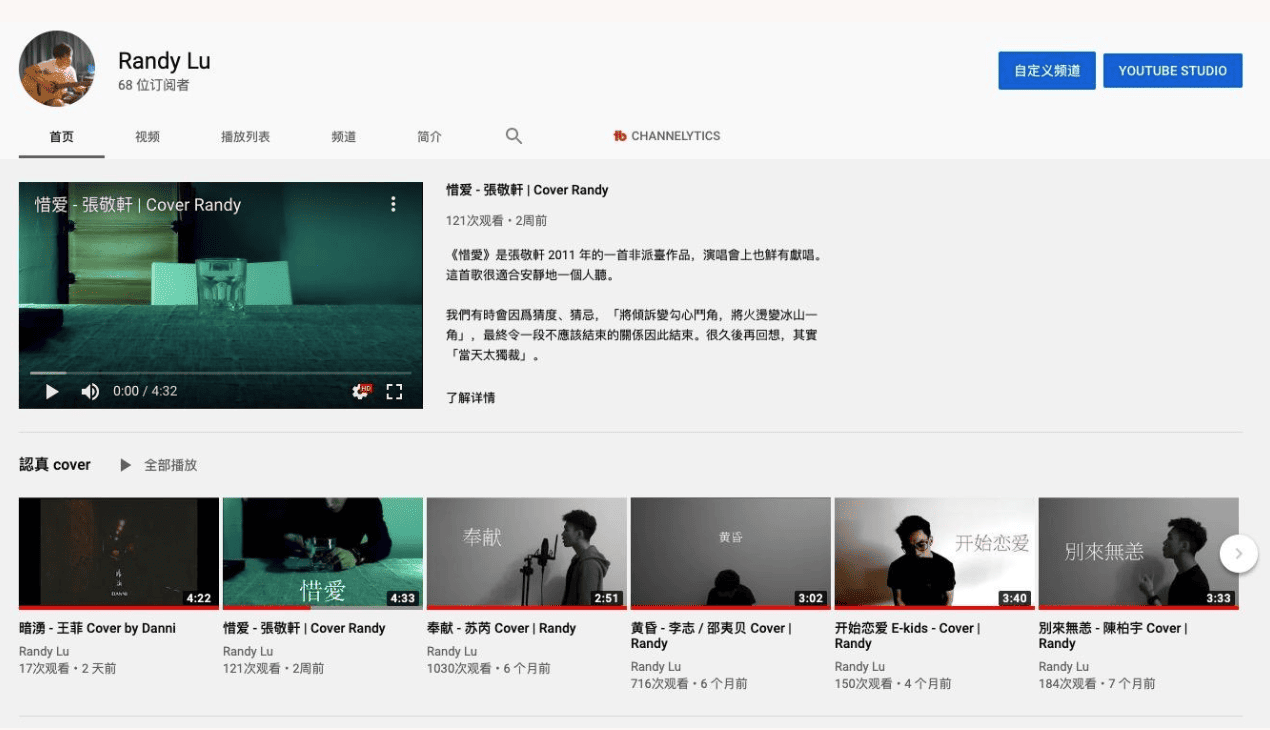 Randy Lu
68 位订阅者
自定义频道
YOUTUBE STUDIO
首页
视频
播放列表
频道
简介
CHANNELYTICS
惜爱 - 張敬軒 | Cover Randy
0:00 / 4:32
HD
惜爱 - 張敬軒 | Cover Randy
121次观看・2周前
《惜愛》是張敬軒 2011 年的一首非派臺作品，演唱會上也鮮有獻唱。
這首歌很適合安靜地一個人聽。
我們有時會因爲猜度、猜忌，「將傾訴變勾心鬥角，將火燙變冰山一
角」，最終令一段不應該結束的關係因此結束。很久後再回想，其實
「當天太獨裁」。
了解详情
認真 cover
全部播放
4:22
暗湧 - 王菲 Cover by Danni
Randy Lu
17次观看・2 天前
惜愛
4:33
惜爱 - 張敬軒 | Cover Randy
Randy Lu
121次观看・2周前
奉献
2:51
奉献 - 苏芮 Cover | Randy
Randy Lu
1030次观看・6 个月前
黄昏
3:02
黄昏 - 李志 / 邵夷贝 Cover |
Randy
Randy Lu
716次观看・6 个月前
开始恋爱
3:40
开始恋爱 E-kids - Cover |
Randy
Randy Lu
150次观看・4 个月前
別來無恙
3:33
別來無恙 - 陳柏宇 Cover |
Randy
Randy Lu
184次观看・7 个月前